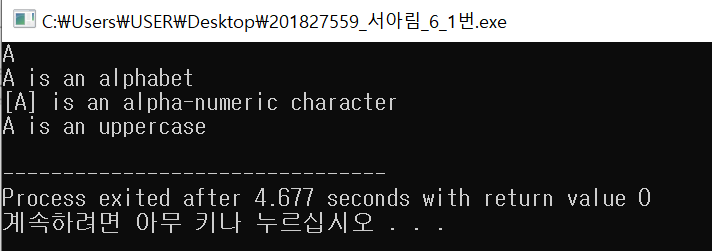 C:₩Users₩USER₩Desktop₩201827559_서아림_6_1번.exe
A
A is an alphabet
[A] is an alpha-numeric character
A is an uppercase
--------------------------------
Process exited after 4.677 seconds with return value 0
계속하려면 아무 키나 누르십시오 . . .